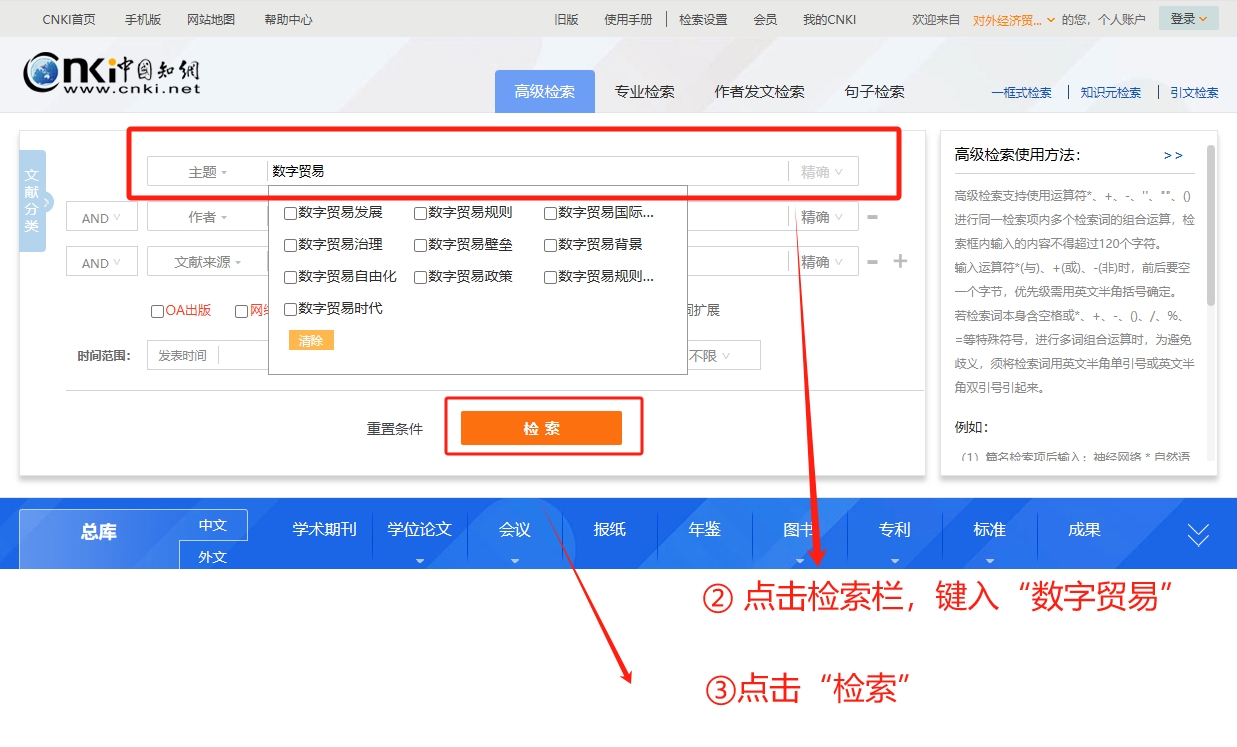 CNKI首页 手机版 网站地图 帮助中心 旧版 使用手册 检索设置 会员 我的CNKI 欢迎来自 对外经济贸... 的您，个人账户 登录
CNKi中国知网
www.cnki.net
高级检索 专业检索 作者发文检索 句子检索 一框式检索 知识元检索 引文检索
文献分类
主题 数字贸易 精确
AND 作者 精确
AND 文献来源 精确
数字贸易发展 数字贸易规则 数字贸易国际...
数字贸易治理 数字贸易壁垒 数字贸易背景
数字贸易自由化 数字贸易政策 数字贸易规则...
数字贸易时代
清除
OA出版 网络 扩展
时间范围： 发表时间 不限
重置条件 检索
高级检索使用方法： >>
高级检索支持使用运算符*、+、-、''、""、()
进行同一检索项内多个检索词的组合运算，检
索框内输入的内容不得超过120个字符。
输入运算符*(与)、+(或)、-(非)时，前后要空
一个字节，优先级需用英文半角括号确定。
若检索词本身含空格或*、+、-、()、/、%、
=等特殊符号，进行多词组合运算时，为避免
歧义，须将检索词用英文半角单引号或英文半
角双引号引起来。
例如：
（1）篇名检索项后输入：神经网络 * 自然语
总库 中文 学术期刊 学位论文 会议 报纸 年鉴 图书 专利 标准 成果
外文
② 点击检索栏，键入“数字贸易”
③点击“检索”